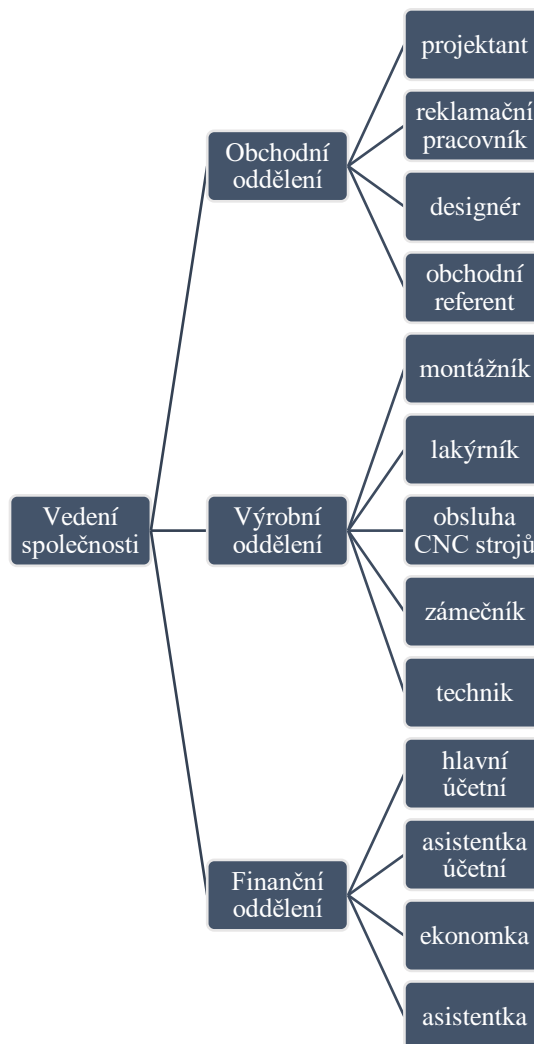 Vedení
společnosti
Obchodní
oddělení
projektant
reklamační
pracovník
designér
obchodní
referent
Výrobní
oddělení
montážník
lakýrník
obsluha
CNC strojů
zámečník
technik
Finanční
oddělení
hlavní
účetní
asistentka
účetní
ekonomka
asistentka